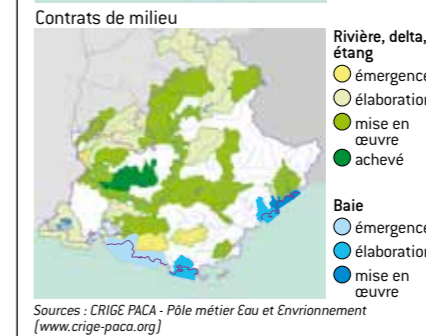 Contrats de milieu
Rivière, delta,
étang
émergence
élaboration
mise en
œuvre
achevé
Baie
émergence
élaboration
mise en
œuvre
Sources : CRIGE PACA - Pôle métier Eau et Envrionnement
(www.crige-paca.org)